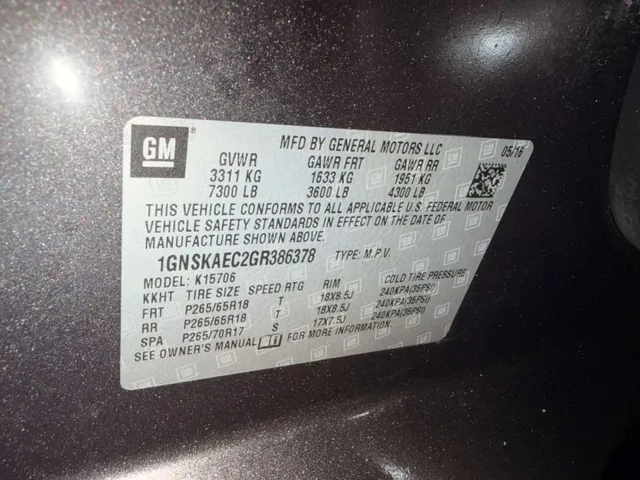 GM
MFD BY GENERAL MOTORS LLC 05/16
GVWR GAWR FRT GAWR RR
3311 KG 1633 KG 1951 KG
7300 LB 3600 LB 4300 LB
THIS VEHICLE CONFORMS TO ALL APPLICABLE U.S. FEDERAL MOTOR
VEHICLE SAFETY STANDARDS IN EFFECT ON THE DATE OF
MANUFACTURE SHOWN ABOVE.
1GNSKAEC2GR386378 TYPE: M.P.V.
MODEL: K15706
KKHT TIRE SIZE SPEED RTG RIM COLD TIRE PRESSURE
FRT P265/65R18 T 18X8.5J 240KPA(35PSI)
RR P265/65R18 T 18X8.5J 240KPA(35PSI)
SPA P265/70R17 S 17X7.5J 240KPA(35PSI)
SEE OWNER'S MANUAL FOR MORE INFORMATION